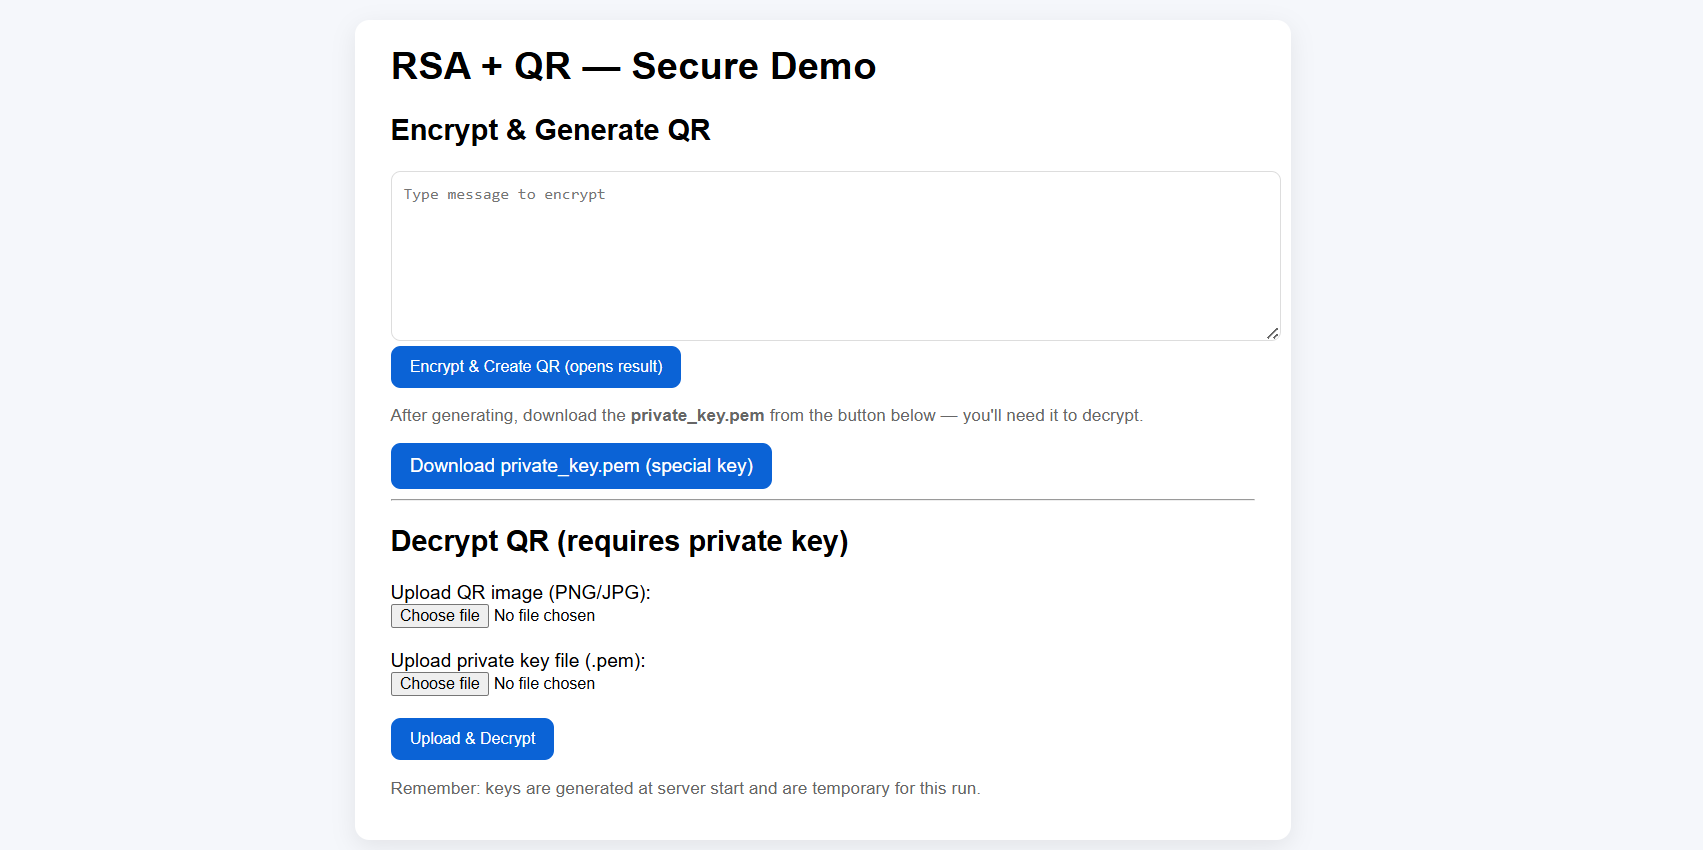 RSA + QR — Secure Demo
Encrypt & Generate QR
Type message to encrypt
Encrypt & Create QR (opens result)
After generating, download the private_key.pem from the button below — you'll need it to decrypt.
Download private_key.pem (special key)
Decrypt QR (requires private key)
Upload QR image (PNG/JPG):
Choose file No file chosen
Upload private key file (.pem):
Choose file No file chosen
Upload & Decrypt
Remember: keys are generated at server start and are temporary for this run.